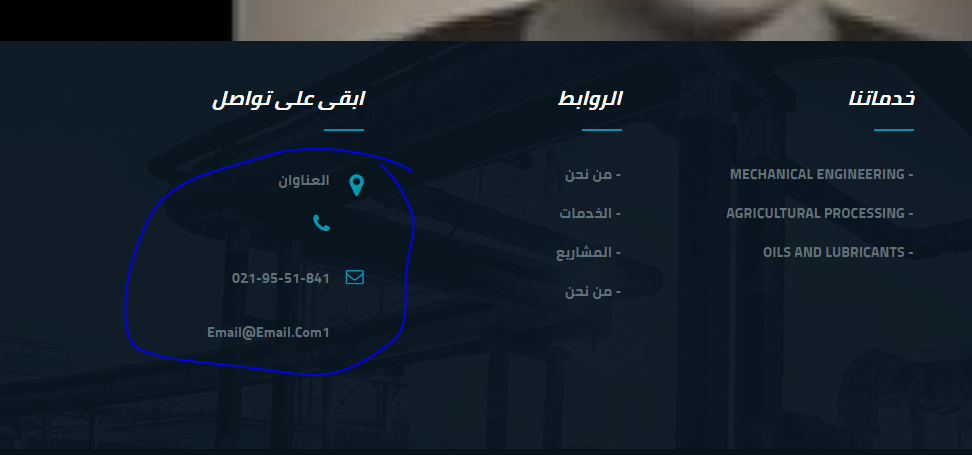 خدماتنا
- MECHANICAL ENGINEERING
- AGRICULTURAL PROCESSING
- OILS AND LUBRICANTS
الروابط
- من نحن
- الخدمات
- المشاريع
- من نحن
ابقى على تواصل
العناوان
021-95-51-841
Email@Email.Com1